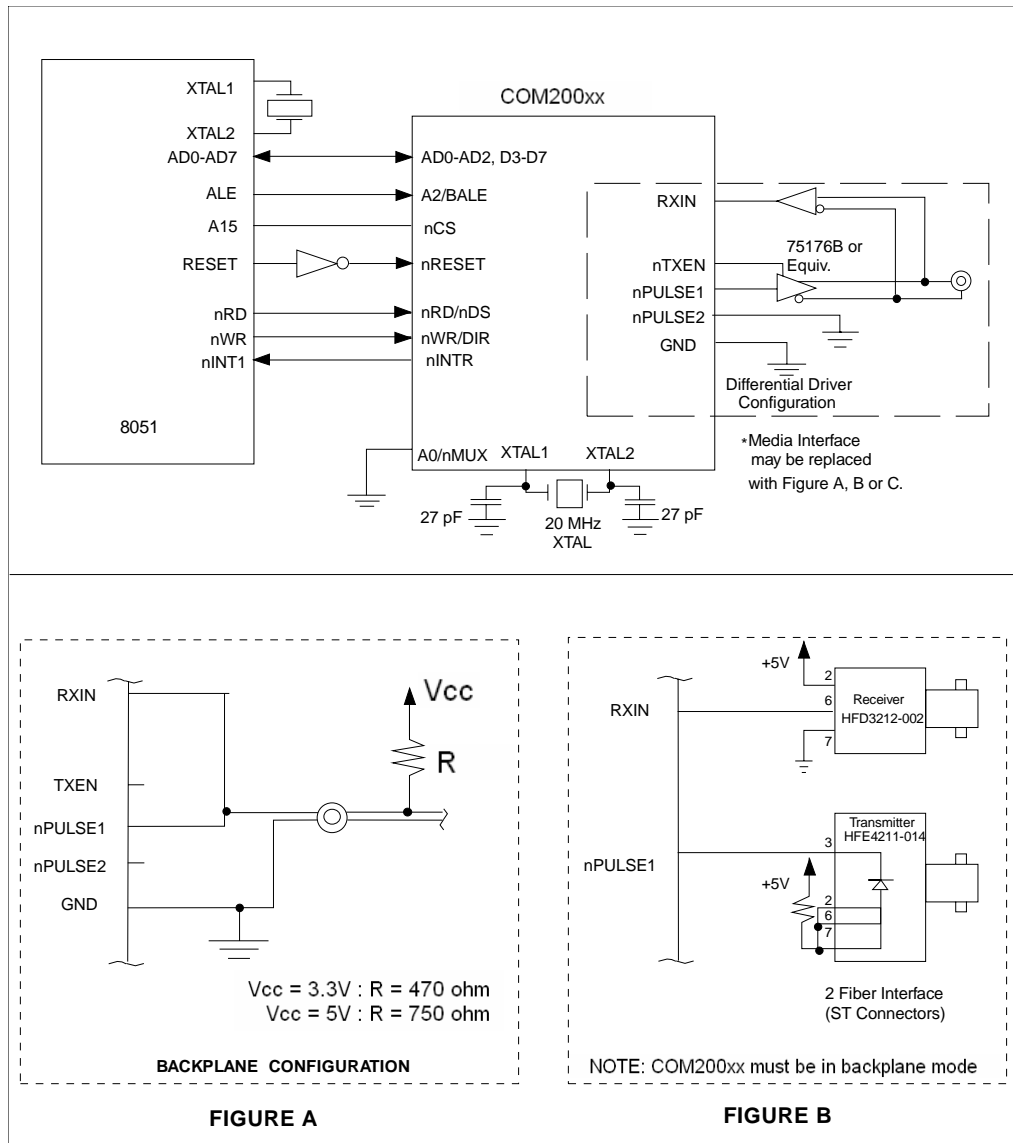 COM200xx
XTAL1
XTAL2
AD0-AD7
ALE
A15
RESET
nRD
nWR
nINT1
8051
AD0-AD2, D3-D7
A2/BALE
nCS
nRESET
nRD/nDS
nWR/DIR
nINTR
A0/nMUX
XTAL1
XTAL2
27 pF
20 MHz
XTAL
27 pF
RXIN
nTXEN
nPULSE1
nPULSE2
GND
75176B or
Equiv.
Differential Driver
Configuration
*Media Interface
may be replaced
with Figure A, B or C.
RXIN
TXEN
nPULSE1
nPULSE2
GND
Vcc
R
Vcc = 3.3V : R = 470 ohm
Vcc = 5V : R = 750 ohm
BACKPLANE CONFIGURATION
FIGURE A
RXIN
nPULSE1
+5V
2
6
7
Receiver
HFD3212-002
Transmitter
HFE4211-014
3
+5V
2
6
7
2 Fiber Interface
(ST Connectors)
NOTE: COM200xx must be in backplane mode
FIGURE B